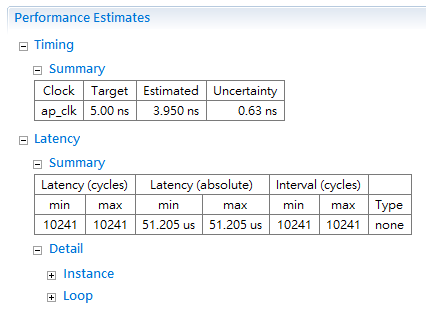 Performance Estimates
Timing
Summary
Clock Target Estimated Uncertainty
ap_clk 5.00 ns 3.950 ns 0.63 ns
Latency
Summary
Latency (cycles) Latency (absolute) Interval (cycles)
min max min max min max Type
10241 10241 51.205 us 51.205 us 10241 10241 none
Detail
Instance
Loop